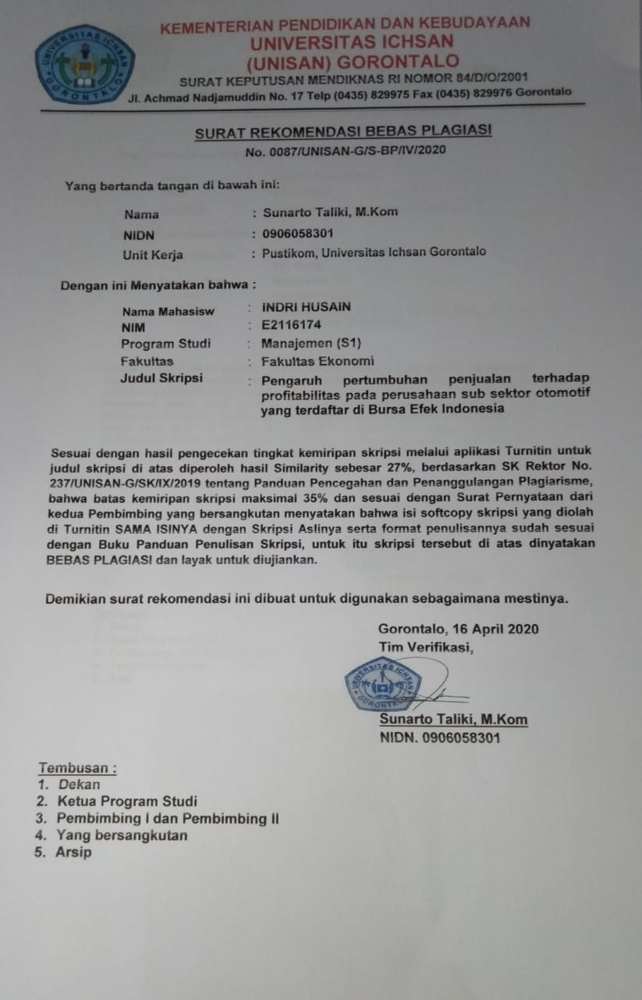 UNIVERSITAS ICHSAN
GORONTALO
KEMENTERIAN PENDIDIKAN DAN KEBUDAYAAN
UNIVERSITAS ICHSAN
(UNISAN) GORONTALO
SURAT KEPUTUSAN MENDIKNAS RI NOMOR 84/D/O/2001
Jl. Achmad Nadjamuddin No. 17 Telp (0435) 829975 Fax (0435) 829976 Gorontalo
SURAT REKOMENDASI BEBAS PLAGIASI
No. 0087/UNISAN-G/S-BP/IV/2020
Yang bertanda tangan di bawah ini:
Nama : Sunarto Taliki, M.Kom
NIDN : 0906058301
Unit Kerja : Pustikom, Universitas Ichsan Gorontalo
Dengan ini Menyatakan bahwa :
Nama Mahasisw : INDRI HUSAIN
NIM : E2116174
Program Studi : Manajemen (S1)
Fakultas : Fakultas Ekonomi
Judul Skripsi : Pengaruh pertumbuhan penjualan terhadap
profitabilitas pada perusahaan sub sektor otomotif
yang terdaftar di Bursa Efek Indonesia
Sesuai dengan hasil pengecekan tingkat kemiripan skripsi melalui aplikasi Turnitin untuk
judul skripsi di atas diperoleh hasil Similarity sebesar 27%, berdasarkan SK Rektor No.
237/UNISAN-G/SK/IX/2019 tentang Panduan Pencegahan dan Penanggulangan Plagiarisme,
bahwa batas kemiripan skripsi maksimal 35% dan sesuai dengan Surat Pernyataan dari
kedua Pembimbing yang bersangkutan menyatakan bahwa isi softcopy skripsi yang diolah
di Turnitin SAMA ISINYA dengan Skripsi Aslinya serta format penulisannya sudah sesuai
dengan Buku Panduan Penulisan Skripsi, untuk itu skripsi tersebut di atas dinyatakan
BEBAS PLAGIASI dan layak untuk diujiankan.
Demikian surat rekomendasi ini dibuat untuk digunakan sebagaimana mestinya.
Gorontalo, 16 April 2020
Tim Verifikasi,
UNIVERSITAS ICHSAN
GORONTALO
Sunarto Taliki, M.Kom
NIDN. 0906058301
Tembusan :
1. Dekan
2. Ketua Program Studi
3. Pembimbing I dan Pembimbing II
4. Yang bersangkutan
5. Arsip